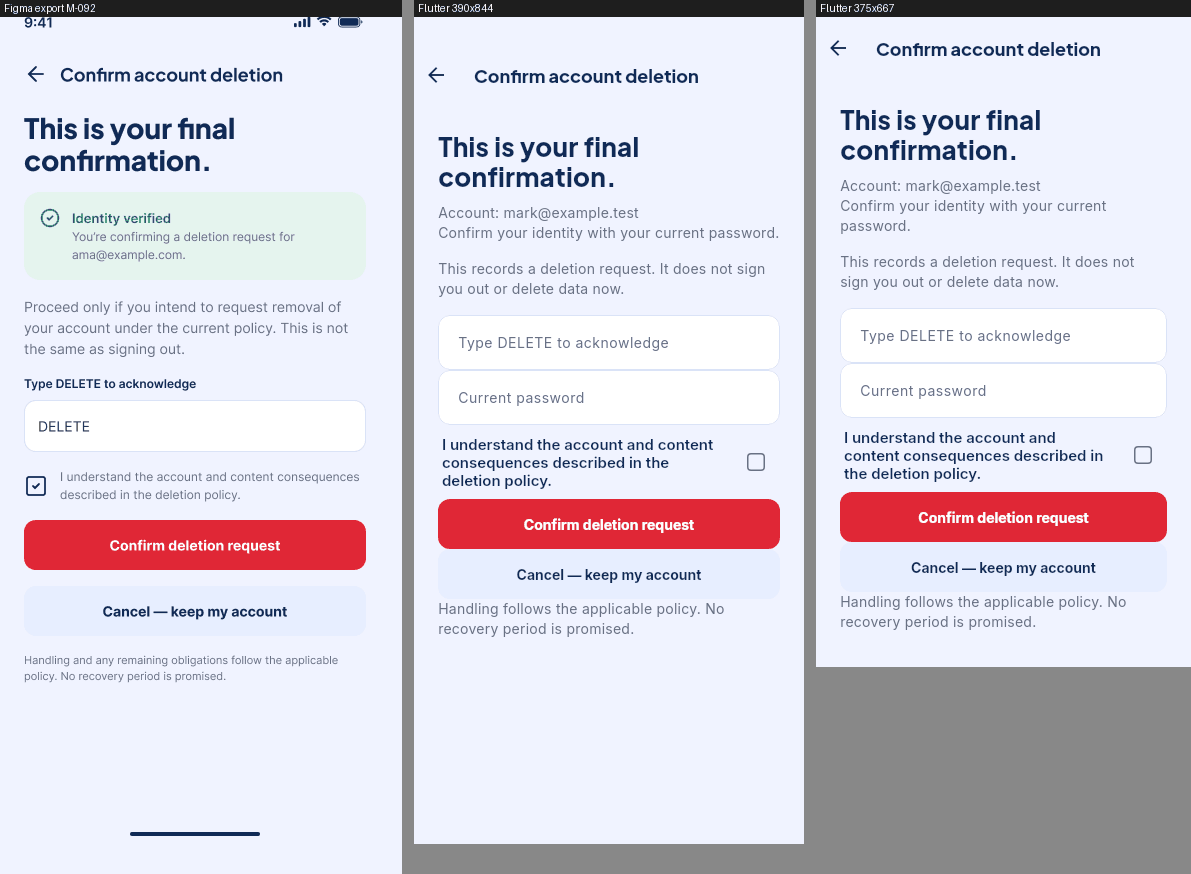 Figma export M-092
9:41
Confirm account deletion
This is your final
confirmation.
Identity verified
You're confirming a deletion request for
ama@example.com.
Proceed only if you intend to request removal of
your account under the current policy. This is not
the same as signing out.
Type DELETE to acknowledge
DELETE
I understand the account and content consequences
described in the deletion policy.
Confirm deletion request
Cancel — keep my account
Handling and any remaining obligations follow the applicable
policy. No recovery period is promised.
Flutter 390x844
Confirm account deletion
This is your final
confirmation.
Account: mark@example.test
Confirm your identity with your current password.
This records a deletion request. It does not sign
you out or delete data now.
Type DELETE to acknowledge
Current password
I understand the account and content
consequences described in the
deletion policy.
Confirm deletion request
Cancel — keep my account
Handling follows the applicable policy. No
recovery period is promised.
Flutter 375x667
Confirm account deletion
This is your final
confirmation.
Account: mark@example.test
Confirm your identity with your current
password.
This records a deletion request. It does not
sign you out or delete data now.
Type DELETE to acknowledge
Current password
I understand the account and
content consequences described in
the deletion policy.
Confirm deletion request
Cancel — keep my account
Handling follows the applicable policy. No
recovery period is promised.